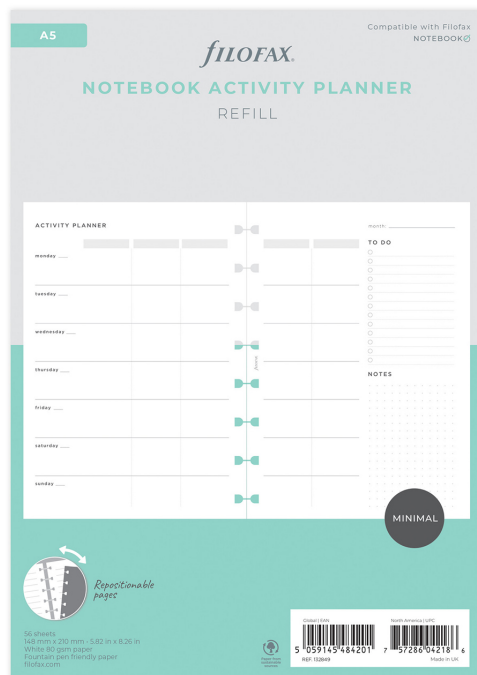 A5
Compatible with Filofax
NOTEBOOK
FILOFAX®
NOTEBOOK ACTIVITY PLANNER
REFILL
ACTIVITY PLANNER
month:
TO DO
monday
tuesday
wednesday
thursday
filofax
NOTES
friday
saturday
sunday
MINIMAL
Repositionable
pages
56 sheets
148 mm x 210 mm - 5.82 in x 8.26 in
White 80 gsm paper
Fountain pen friendly paper
filofax.com
Global | EAN
5 059145 484201
REF. 132849
North America | UPC
7 57286 04218 6
Made in UK